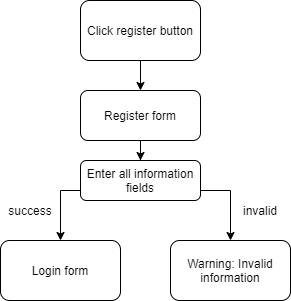 Click register button
Register form
Enter all information
fields
success
invalid
Login form
Warning: Invalid
information